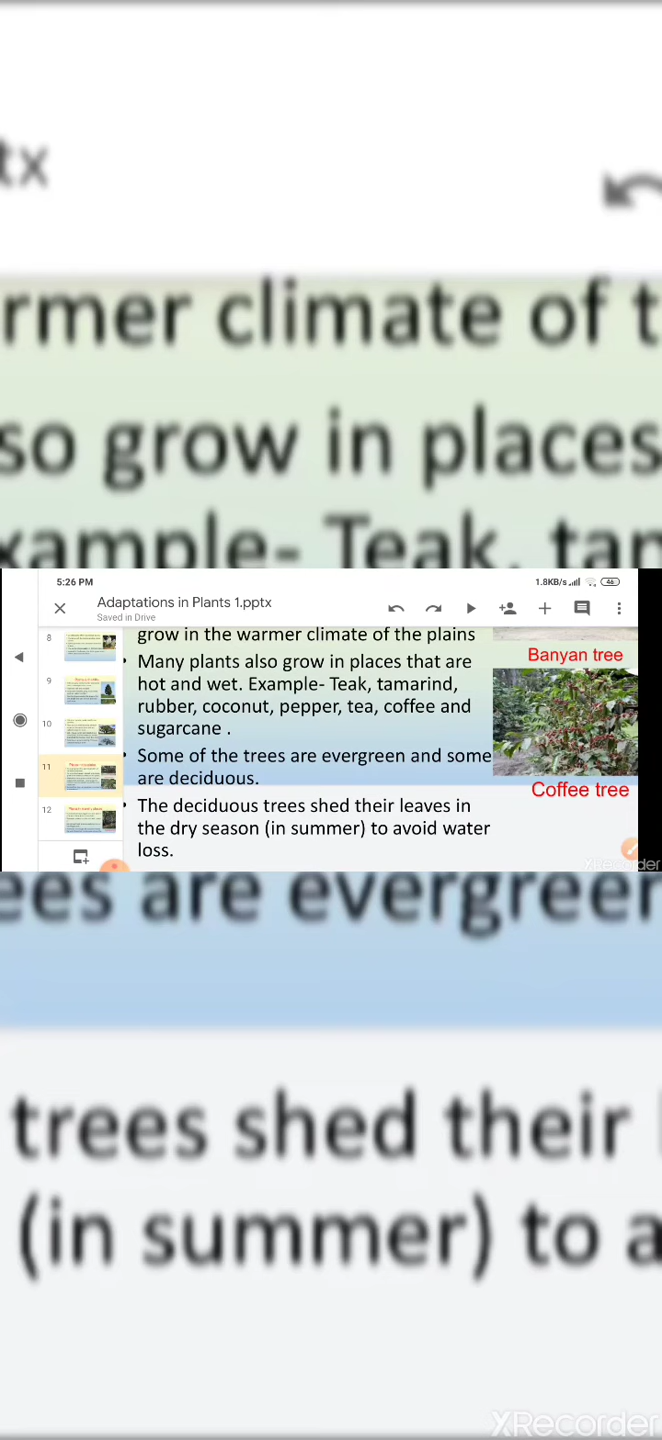 tx
rmer climate of t
so grow in places
xample- Teak, tam
5:26 PM
1.8KB/s
46
Adaptations in Plants 1.pptx
Saved in Drive
8
9
10
11
12
grow in the warmer climate of the plains
• Many plants also grow in places that are
hot and wet. Example- Teak, tamarind,
rubber, coconut, pepper, tea, coffee and
sugarcane .
• Some of the trees are evergreen and some
are deciduous.
• The deciduous trees shed their leaves in
the dry season (in summer) to avoid water
loss.
Banyan tree
Coffee tree
XRecorder
ees are evergreen
trees shed their
(in summer) to a
XRecorder